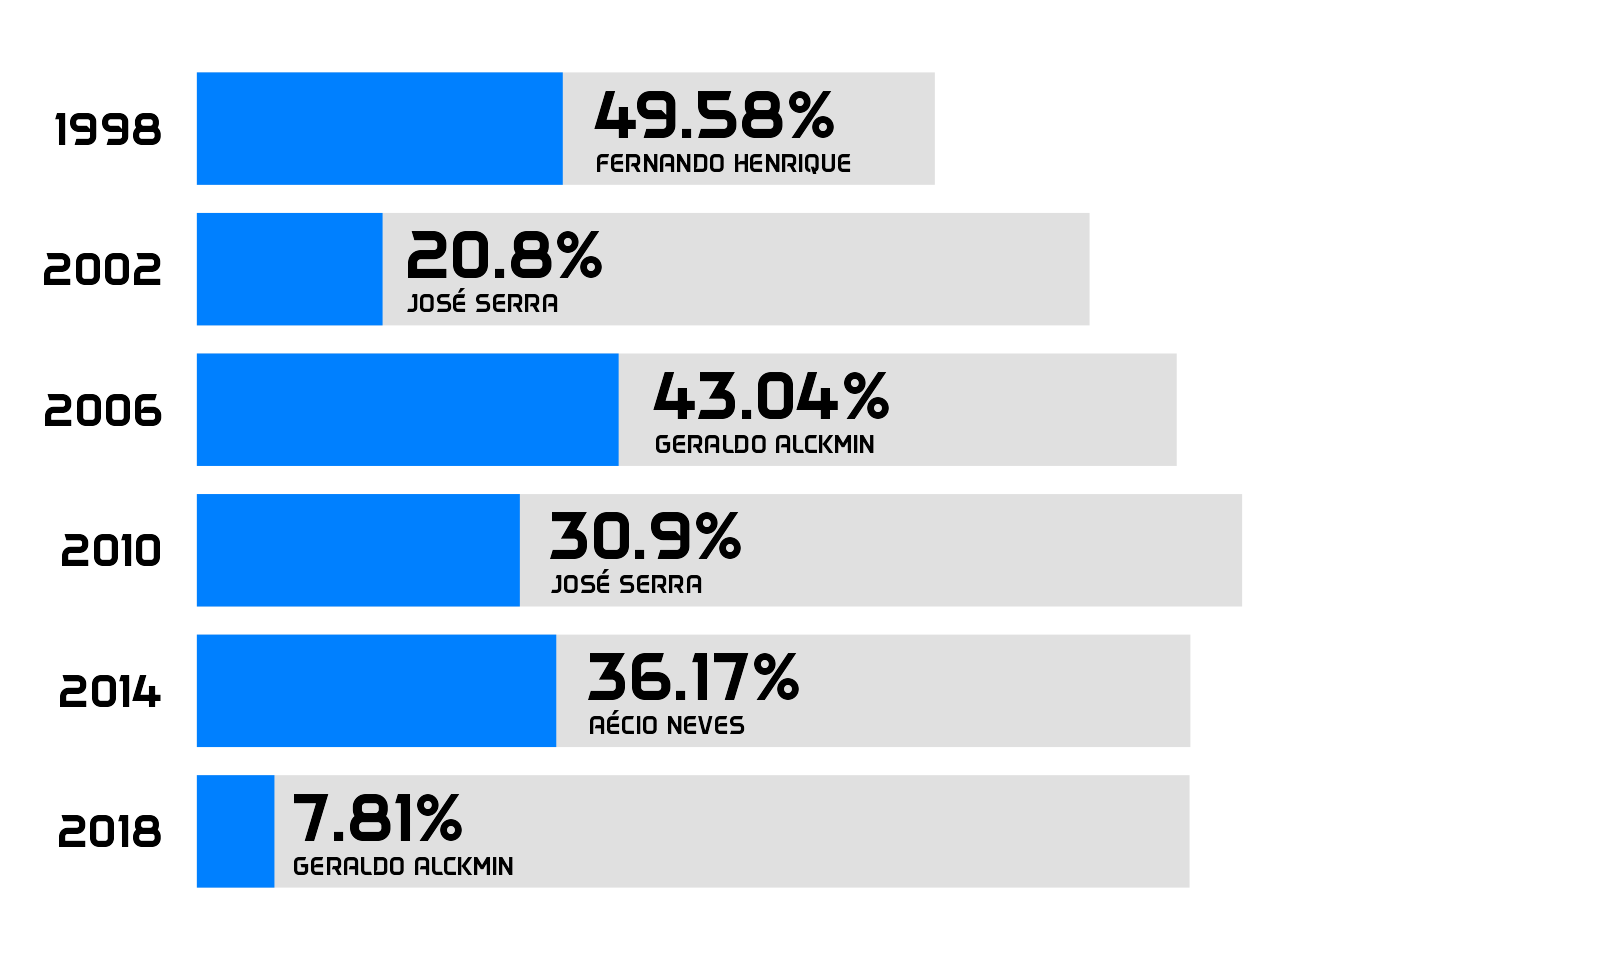 1998
49.58%
FERNANDO HENRIQUE
2002
20.8%
JOSÉ SERRA
2006
43.04%
GERALDO ALCKMIN
2010
30.9%
JOSÉ SERRA
2014
36.17%
AÉCIO NEVES
2018
7.81%
GERALDO ALCKMIN